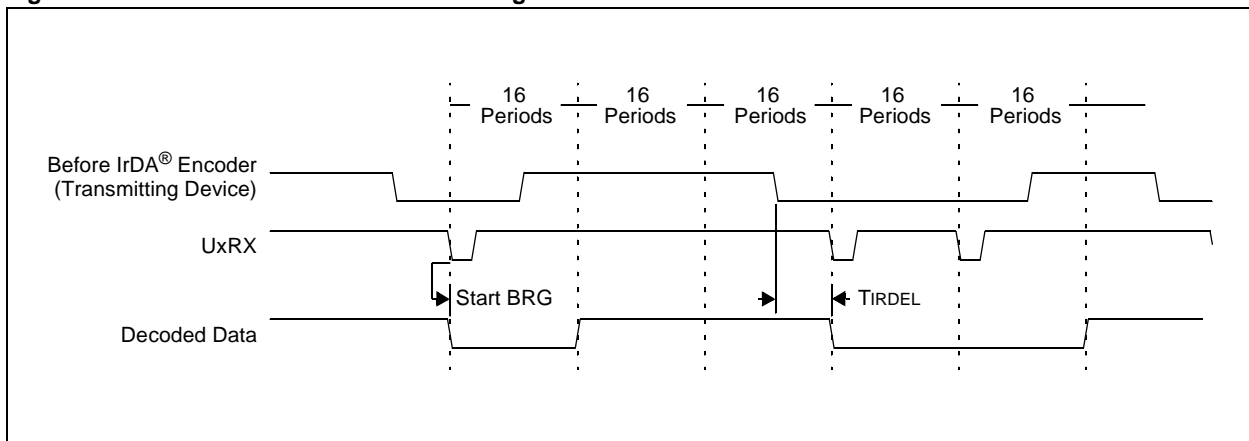 16 16 16 16 16
Periods Periods Periods Periods Periods
Before IrDA® Encoder
(Transmitting Device)
UxRX
Start BRG
TIRDEL
Decoded Data